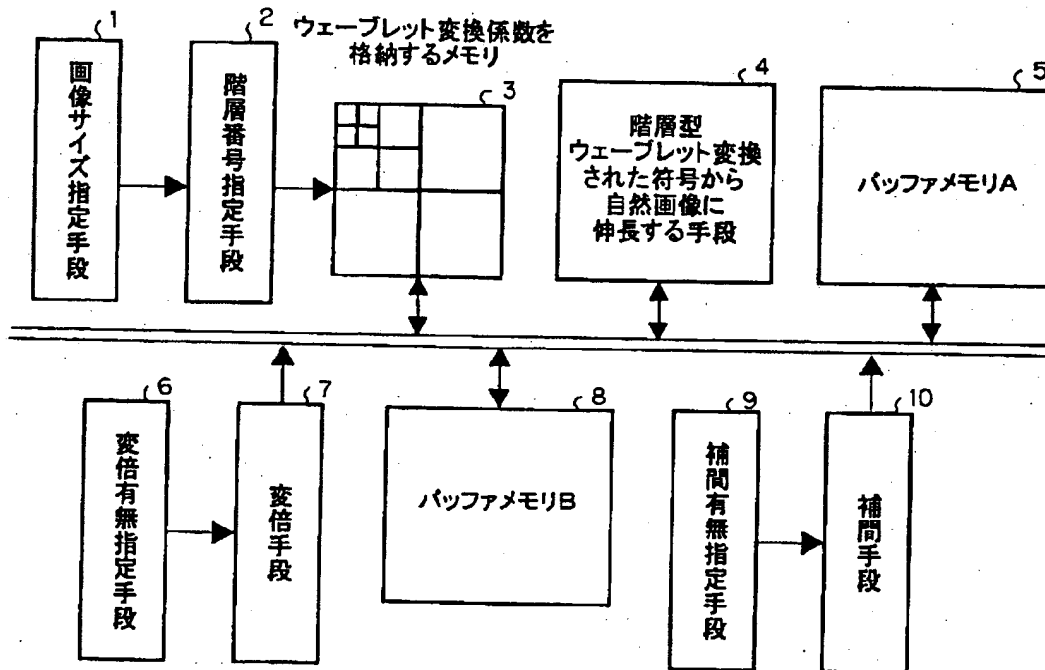 1
画像サイズ指定手段
2
階層番号指定手段
ウェーブレット変換係数を
格納するメモリ
3
4
階層型
ウェーブレット変換
された符号から
自然画像に
伸長する手段
5
バッファメモリA
6
変倍有無指定手段
7
変倍手段
8
バッファメモリB
9
補間有無指定手段
10
補間手段